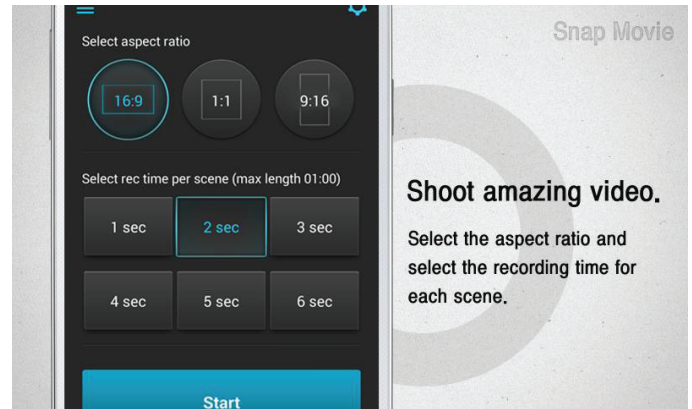 Snap Movie
Select aspect ratio
16:9
1:1
9:16
Select rec time per scene (max length 01:00)
1 sec
2 sec
3 sec
4 sec
5 sec
6 sec
Start
Shoot amazing video.
Select the aspect ratio and
select the recording time for
each scene.